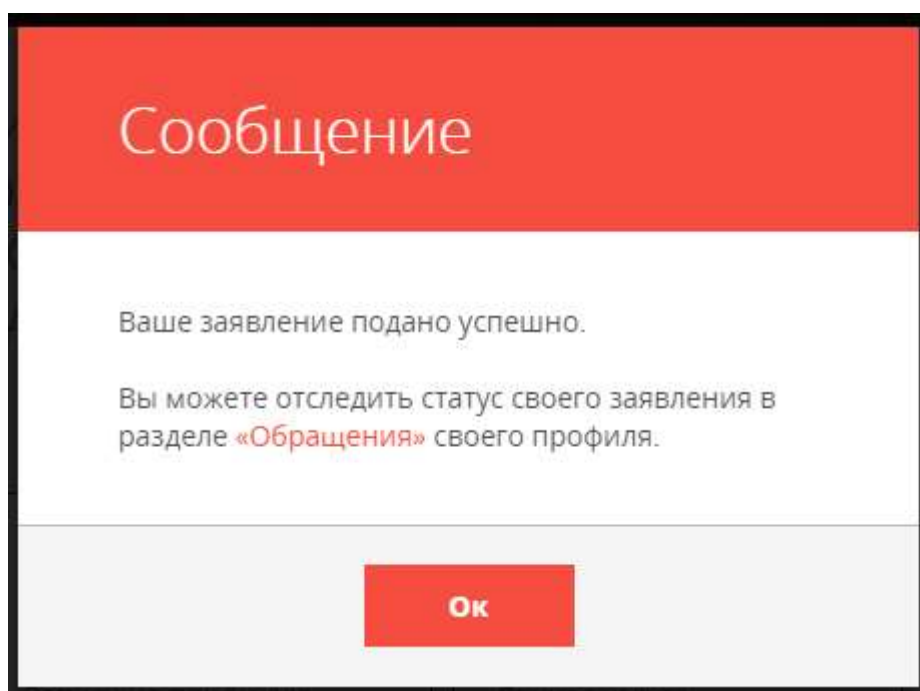 Сообщение
Ваше заявление подано успешно.
Вы можете отследить статус своего заявления в
разделе «Обращения» своего профиля.
Ок